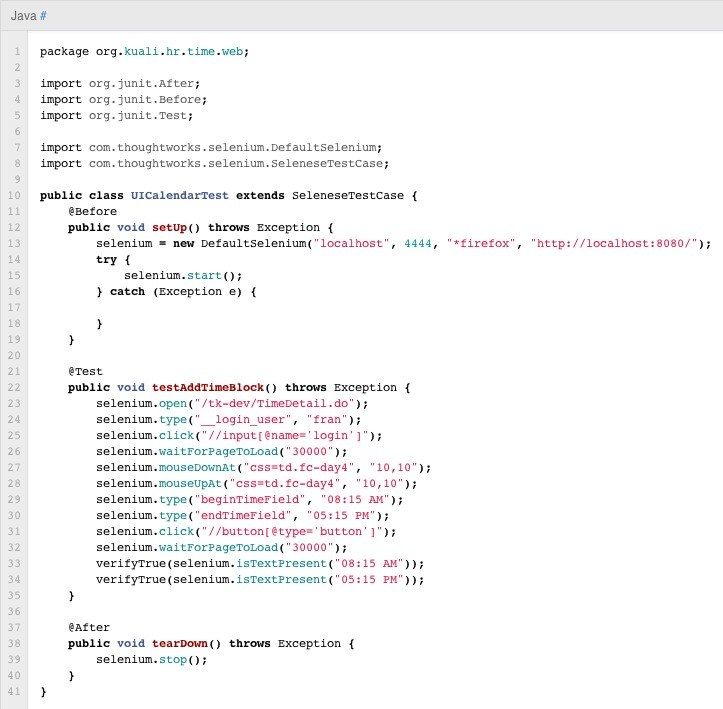 Java #
1 package org.kuali.hr.time.web;
2
3 import org.junit.After;
4 import org.junit.Before;
5 import org.junit.Test;
6
7 import com.thoughtworks.selenium.DefaultSelenium;
8 import com.thoughtworks.selenium.SeleneseTestCase;
9
10 public class UICalendarTest extends SeleneseTestCase {
11     @Before
12     public void setUp() throws Exception {
13         selenium = new DefaultSelenium("localhost", 4444, "*firefox", "http://localhost:8080/");
14         try {
15             selenium.start();
16         } catch (Exception e) {
17
18         }
19     }
20
21     @Test
22     public void testAddTimeBlock() throws Exception {
23         selenium.open("/tk-dev/TimeDetail.do");
24         selenium.type("__login_user", "fran");
25         selenium.click("//input[@name='login']");
26         selenium.waitForPageToLoad("30000");
27         selenium.mouseDownAt("css=td.fc-day4", "10,10");
28         selenium.mouseUpAt("css=td.fc-day4", "10,10");
29         selenium.type("beginTimeField", "08:15 AM");
30         selenium.type("endTimeField", "05:15 PM");
31         selenium.click("//button[@type='button']");
32         selenium.waitForPageToLoad("30000");
33         verifyTrue(selenium.isTextPresent("08:15 AM"));
34         verifyTrue(selenium.isTextPresent("05:15 PM"));
35     }
36
37     @After
38     public void tearDown() throws Exception {
39         selenium.stop();
40     }
41 }